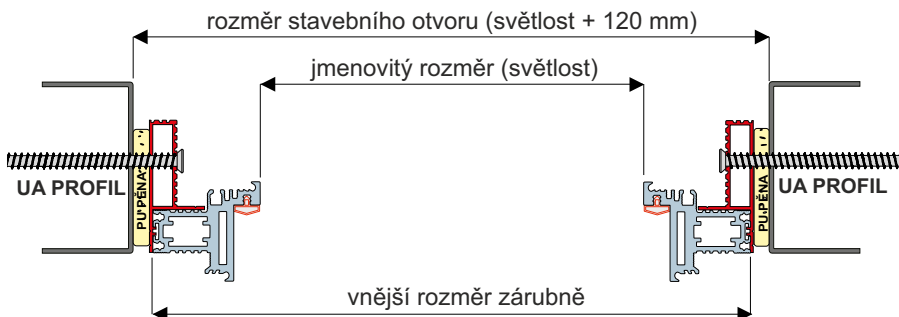 rozměr stavebního otvoru (světlost + 120 mm)
jmenovitý rozměr (světlost)
UA PROFIL
PU PĚNA
PU PĚNA
UA PROFIL
vnější rozměr zárubně